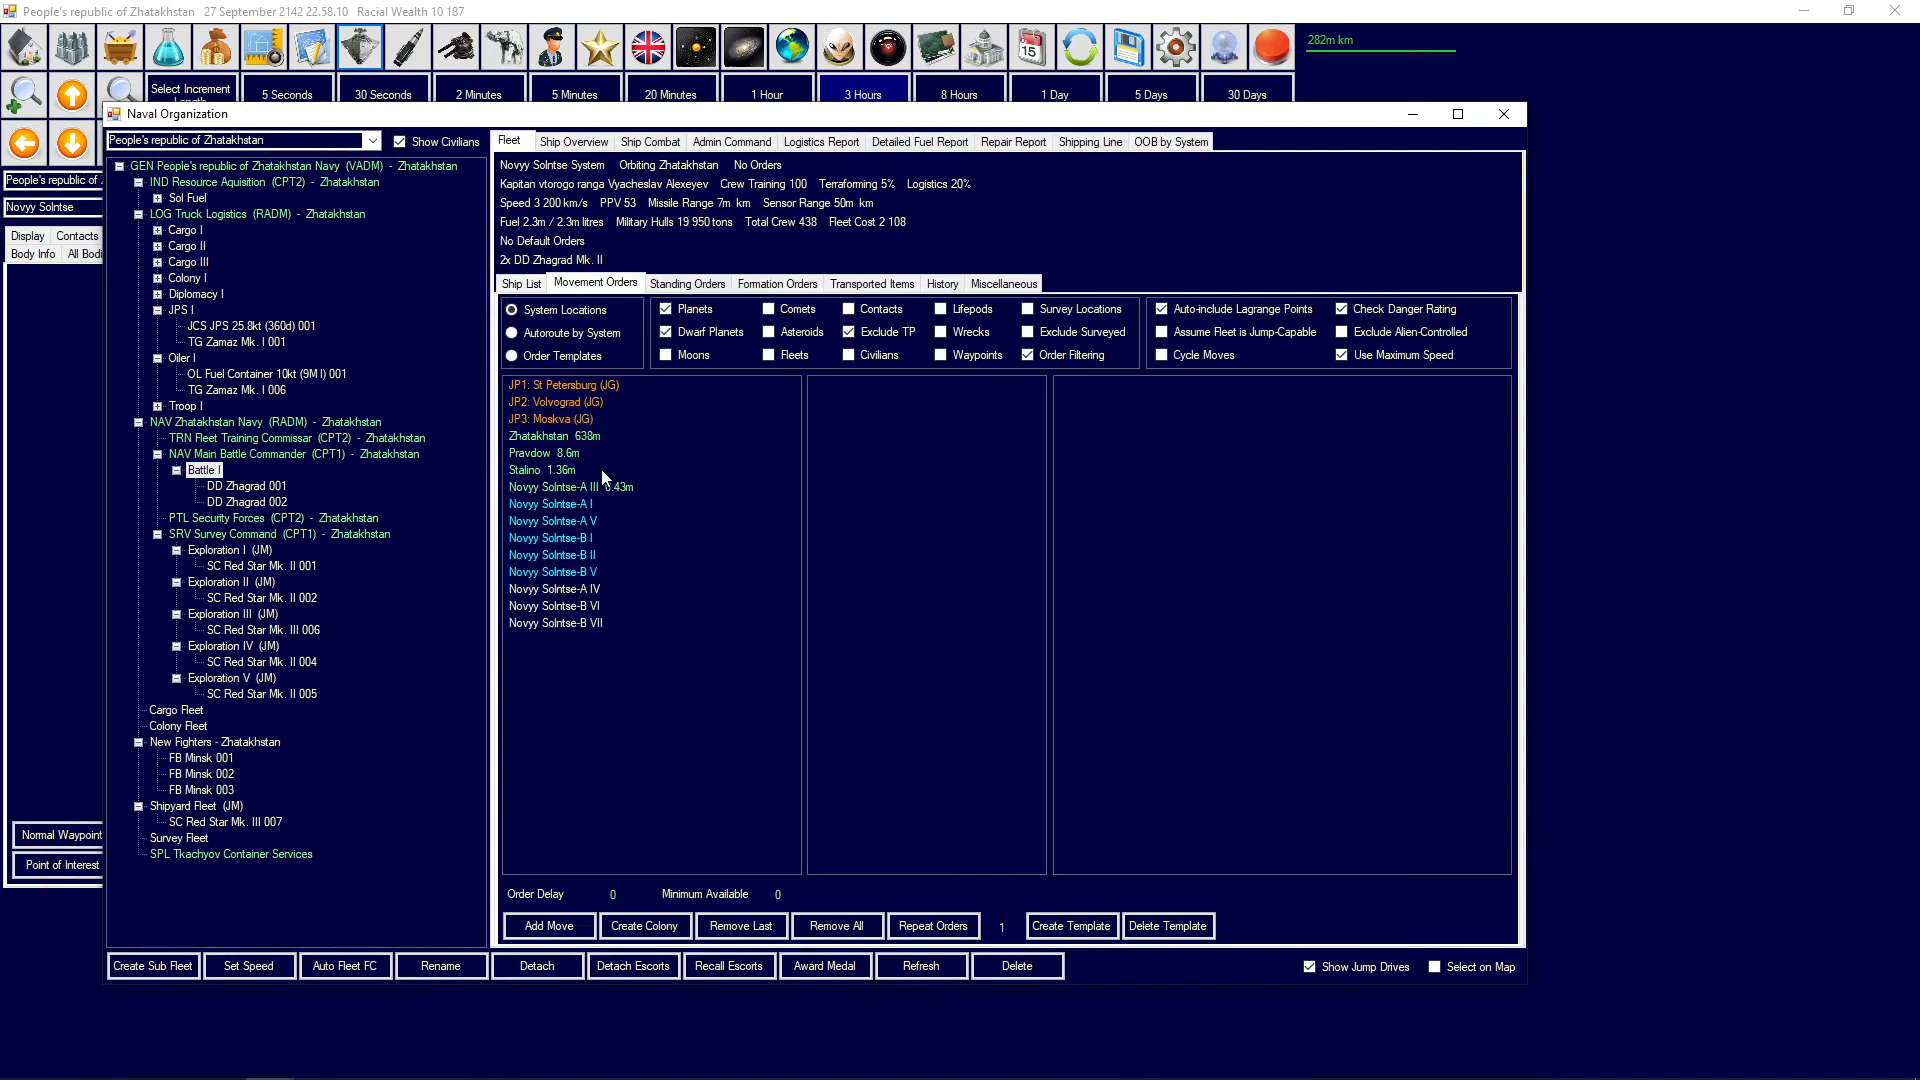 People's republic of Zhatakhstan 27 September 2142 22.58.10 Racial Wealth 10 187
282m km
15
Select Increment
5 Seconds 30 Seconds 2 Minutes 5 Minutes 20 Minutes 1 Hour 3 Hours 8 Hours 1 Day 5 Days 30 Days
Naval Organization
People's republic of
Novyy Solntse
Display Contacts
Body Info All Bodi
Normal Waypoint
Point of Interest
People's republic of Zhatakhstan
Show Civilians
GEN People's republic of Zhatakhstan Navy (VADM) - Zhatakhstan
IND Resource Aquisition (CPT2) - Zhatakhstan
Sol Fuel
LOG Truck Logistics (RADM) - Zhatakhstan
Cargo I
Cargo II
Cargo III
Colony I
Diplomacy I
JPS I
JCS JPS 25.8kt (360d) 001
TG Zamaz Mk. I 001
Oiler I
OL Fuel Container 10kt (9M I) 001
TG Zamaz Mk. I 006
Troop I
NAV Zhatakhstan Navy (RADM) - Zhatakhstan
TRN Fleet Training Commissar (CPT2) - Zhatakhstan
NAV Main Battle Commander (CPT1) - Zhatakhstan
Battle I
DD Zhagrad 001
DD Zhagrad 002
PTL Security Forces (CPT2) - Zhatakhstan
SRV Survey Command (CPT1) - Zhatakhstan
Exploration I (JM)
SC Red Star Mk. II 001
Exploration II (JM)
SC Red Star Mk. II 002
Exploration III (JM)
SC Red Star Mk. III 006
Exploration IV (JM)
SC Red Star Mk. II 004
Exploration V (JM)
SC Red Star Mk. II 005
Cargo Fleet
Colony Fleet
New Fighters - Zhatakhstan
FB Minsk 001
FB Minsk 002
FB Minsk 003
Shipyard Fleet (JM)
SC Red Star Mk. III 007
Survey Fleet
SPL Tkachyov Container Services
Fleet Ship Overview Ship Combat Admin Command Logistics Report Detailed Fuel Report Repair Report Shipping Line OOB by System
Novyy Solntse System Orbiting Zhatakhstan No Orders
Kapitan vtorogo ranga Vyacheslav Alexeyev Crew Training 100 Terraforming 5% Logistics 20%
Speed 3 200 km/s PPV 53 Missile Range 7m km Sensor Range 50m km
Fuel 2.3m / 2.3m litres Military Hulls 19 950 tons Total Crew 438 Fleet Cost 2 108
No Default Orders
2x DD Zhagrad Mk. II
Ship List Movement Orders Standing Orders Formation Orders Transported Items History Miscellaneous
System Locations Planets Comets Contacts Lifepods Survey Locations Auto-include Lagrange Points Check Danger Rating
Autoroute by System Dwarf Planets Asteroids Exclude TP Wrecks Exclude Surveyed Assume Fleet is Jump-Capable Exclude Alien-Controlled
Order Templates Moons Fleets Civilians Waypoints Order Filtering Cycle Moves Use Maximum Speed
JP1: St Petersburg (JG)
JP2: Volvograd (JG)
JP3: Moskva (JG)
Zhatakhstan 638m
Pravdow 8.6m
Stalino 1.36m
Novyy Solntse-A III .43m
Novyy Solntse-A I
Novyy Solntse-A V
Novyy Solntse-B I
Novyy Solntse-B II
Novyy Solntse-B V
Novyy Solntse-A IV
Novyy Solntse-B VI
Novyy Solntse-B VII
Order Delay 0 Minimum Available 0
Add Move Create Colony Remove Last Remove All Repeat Orders 1 Create Template Delete Template
Create Sub Fleet Set Speed Auto Fleet FC Rename Detach Detach Escorts Recall Escorts Award Medal Refresh Delete Show Jump Drives Select on Map